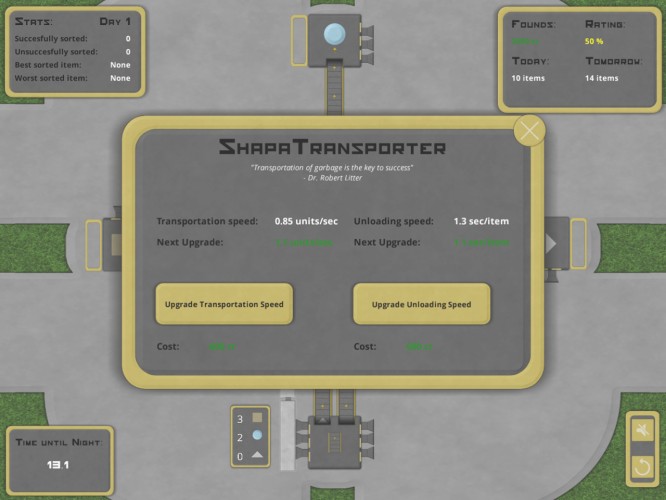 Stats: Day 1
Succesfully sorted: 0
Unsuccesfully sorted: 0
Best sorted item: None
Worst sorted item: None
Founds: Rating:
50 %
Today: Tomorrow:
10 items 14 items
ShapaTransporter
"Transportation of garbage is the key to success"
- Dr. Robert Litter
Transportation speed: 0.85 units/sec Unloading speed: 1.3 sec/item
Next Upgrade: Next Upgrade:
Upgrade Transportation Speed Upgrade Unloading Speed
Cost: Cost:
3
2
0
Time until Night:
13.1